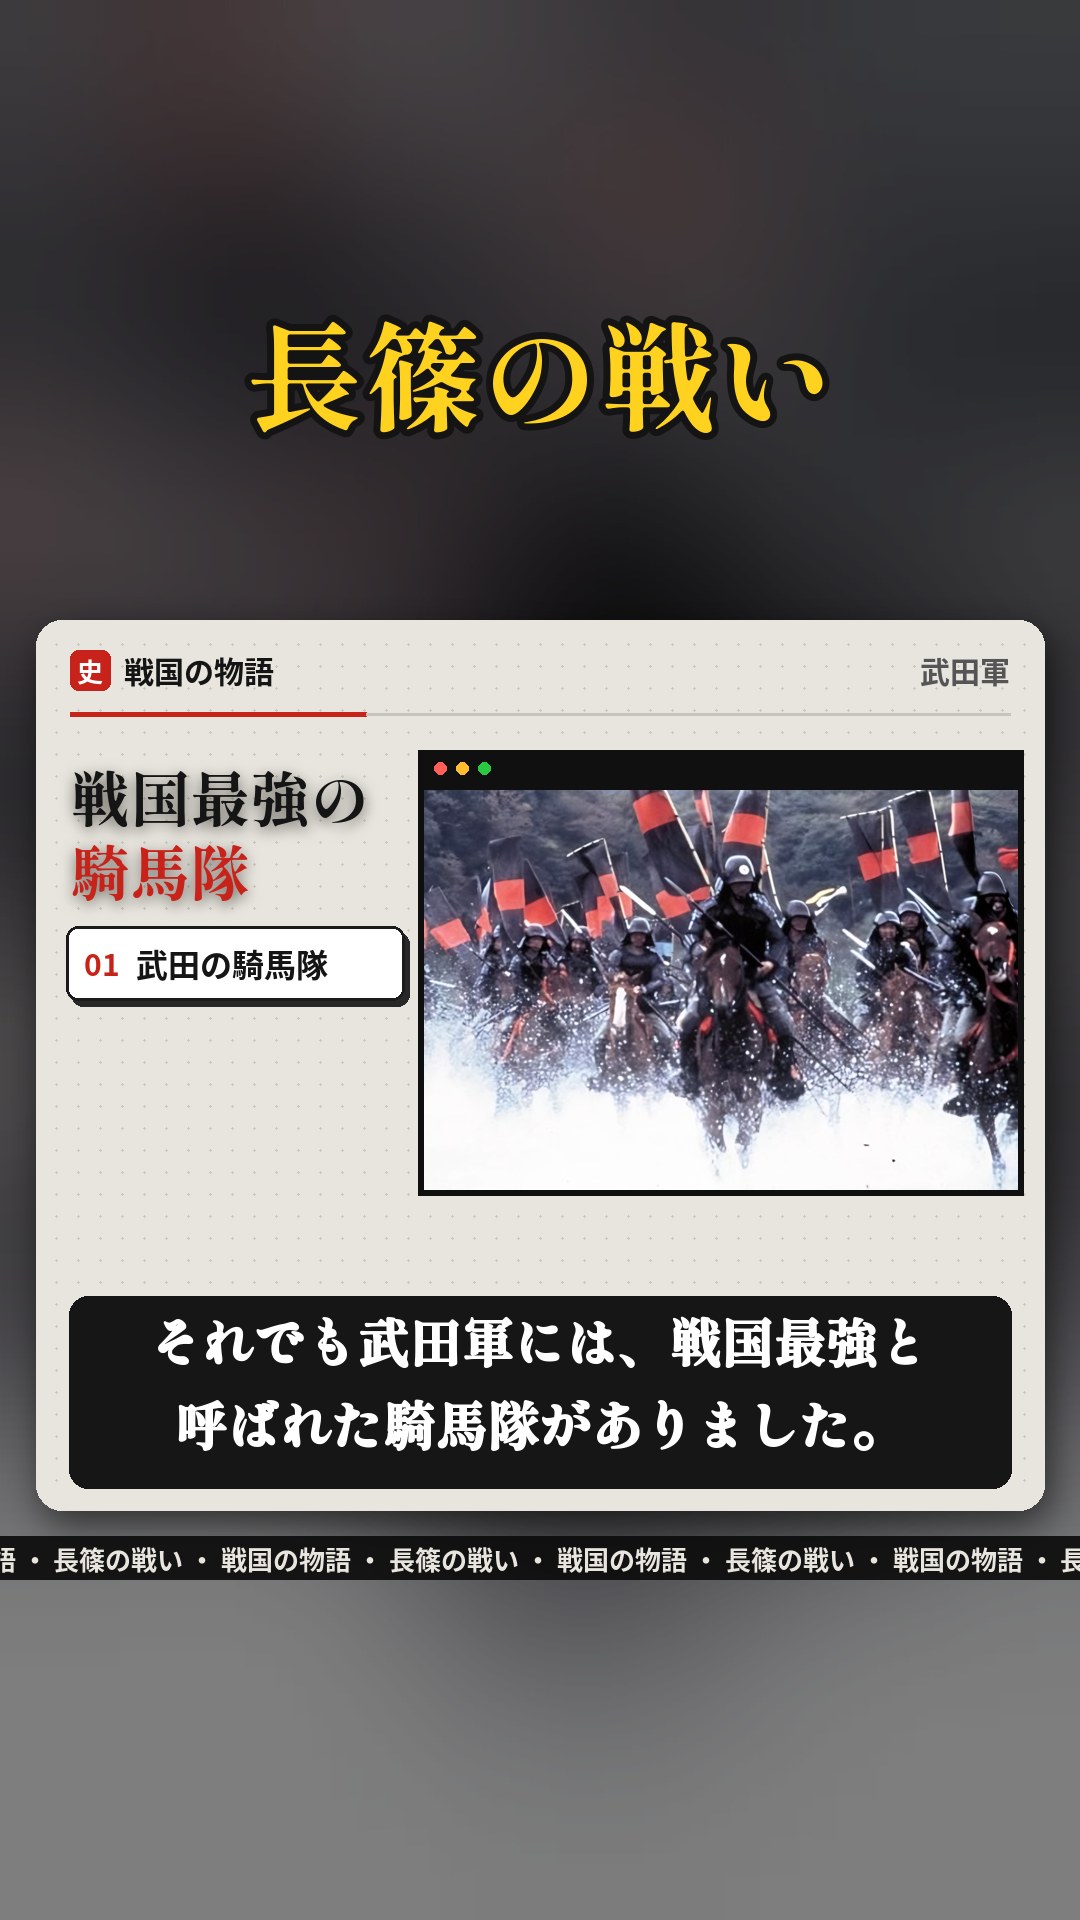 長篠の戦い
史 戦国の物語
武田軍
戦国最強の
騎馬隊
01 武田の騎馬隊
それでも武田軍には、戦国最強と
呼ばれた騎馬隊がありました。
語 ・ 長篠の戦い ・ 戦国の物語 ・ 長篠の戦い ・ 戦国の物語 ・ 長篠の戦い ・ 戦国の物語 ・ 長